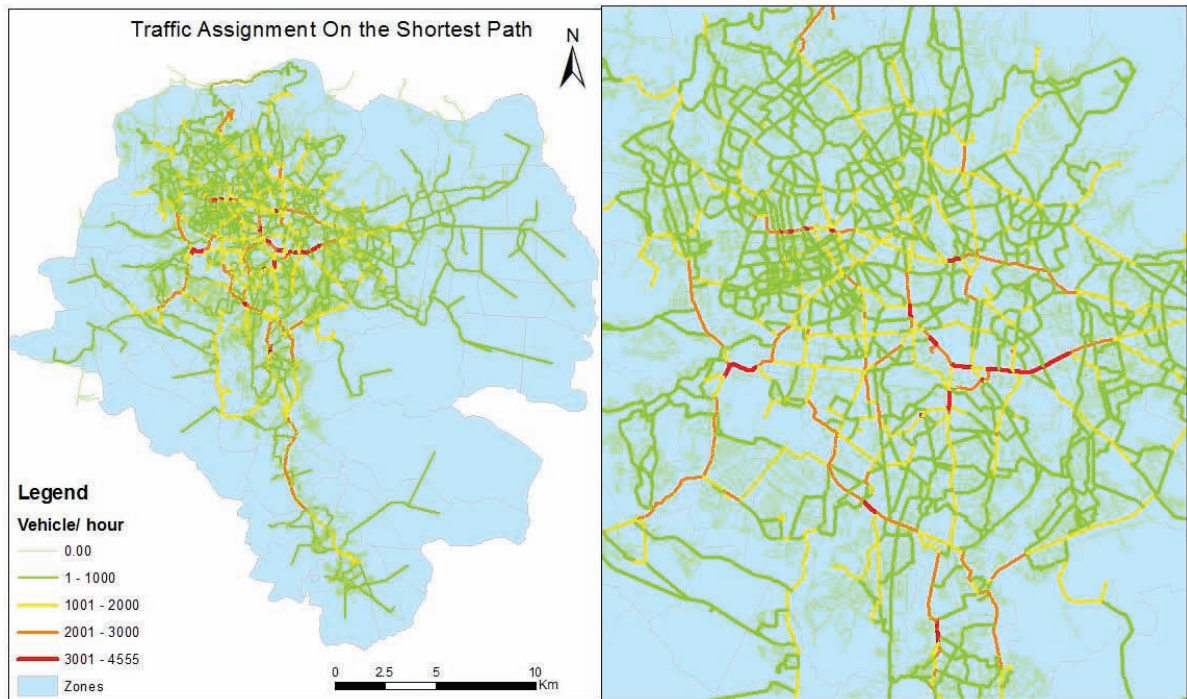 Traffic Assignment On the Shortest Path
N
Legend
Vehicle/ hour
0.00
1 - 1000
1001 - 2000
2001 - 3000
3001 - 4555
Zones
0 2.5 5 10
Km